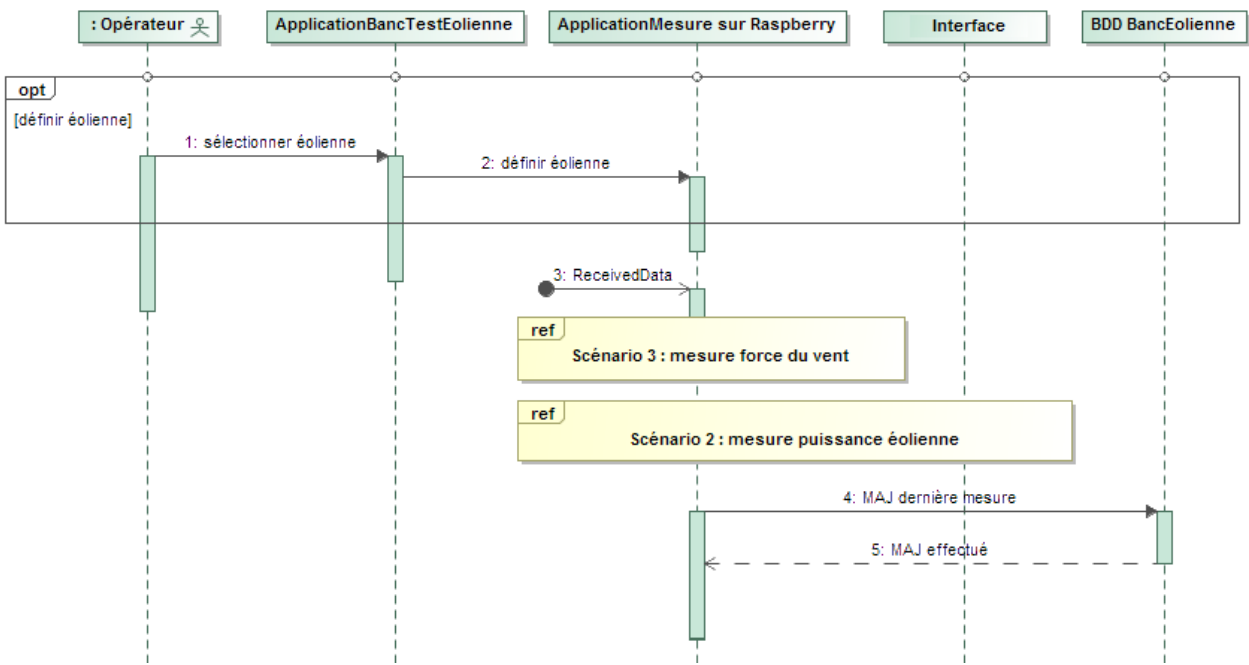 : Opérateur
ApplicationBancTestEolienne
ApplicationMesure sur Raspberry
Interface
BDD BancEolienne
opt
[définir éolienne]
1: sélectionner éolienne
2: définir éolienne
3: ReceivedData
ref
Scénario 3 : mesure force du vent
ref
Scénario 2 : mesure puissance éolienne
4: MAJ dernière mesure
5: MAJ effectué